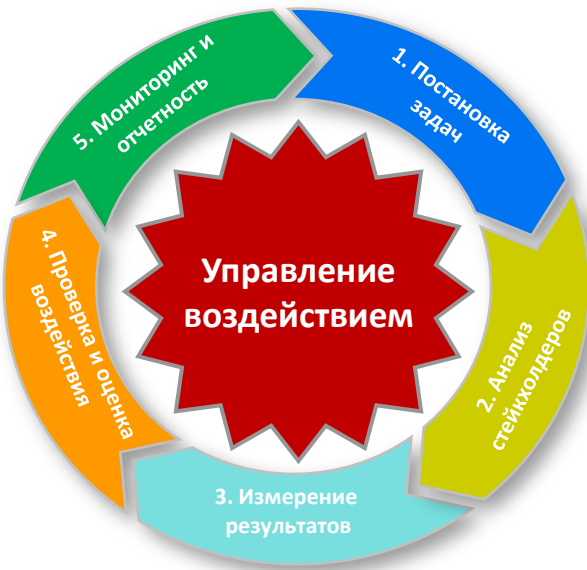 1. Постановка
задач
2. Анализ
стейкхолдеров
3. Измерение
результатов
4. Проверка и оценка
воздействия
5. Мониторинг и
отчетность
Управление
воздействием